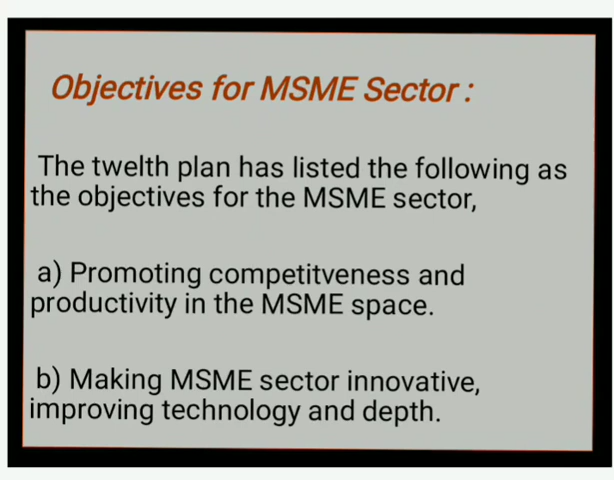 Objectives for MSME Sector :
The twelth plan has listed the following as
the objectives for the MSME sector,
a) Promoting competitveness and
productivity in the MSME space.
b) Making MSME sector innovative,
improving technology and depth.